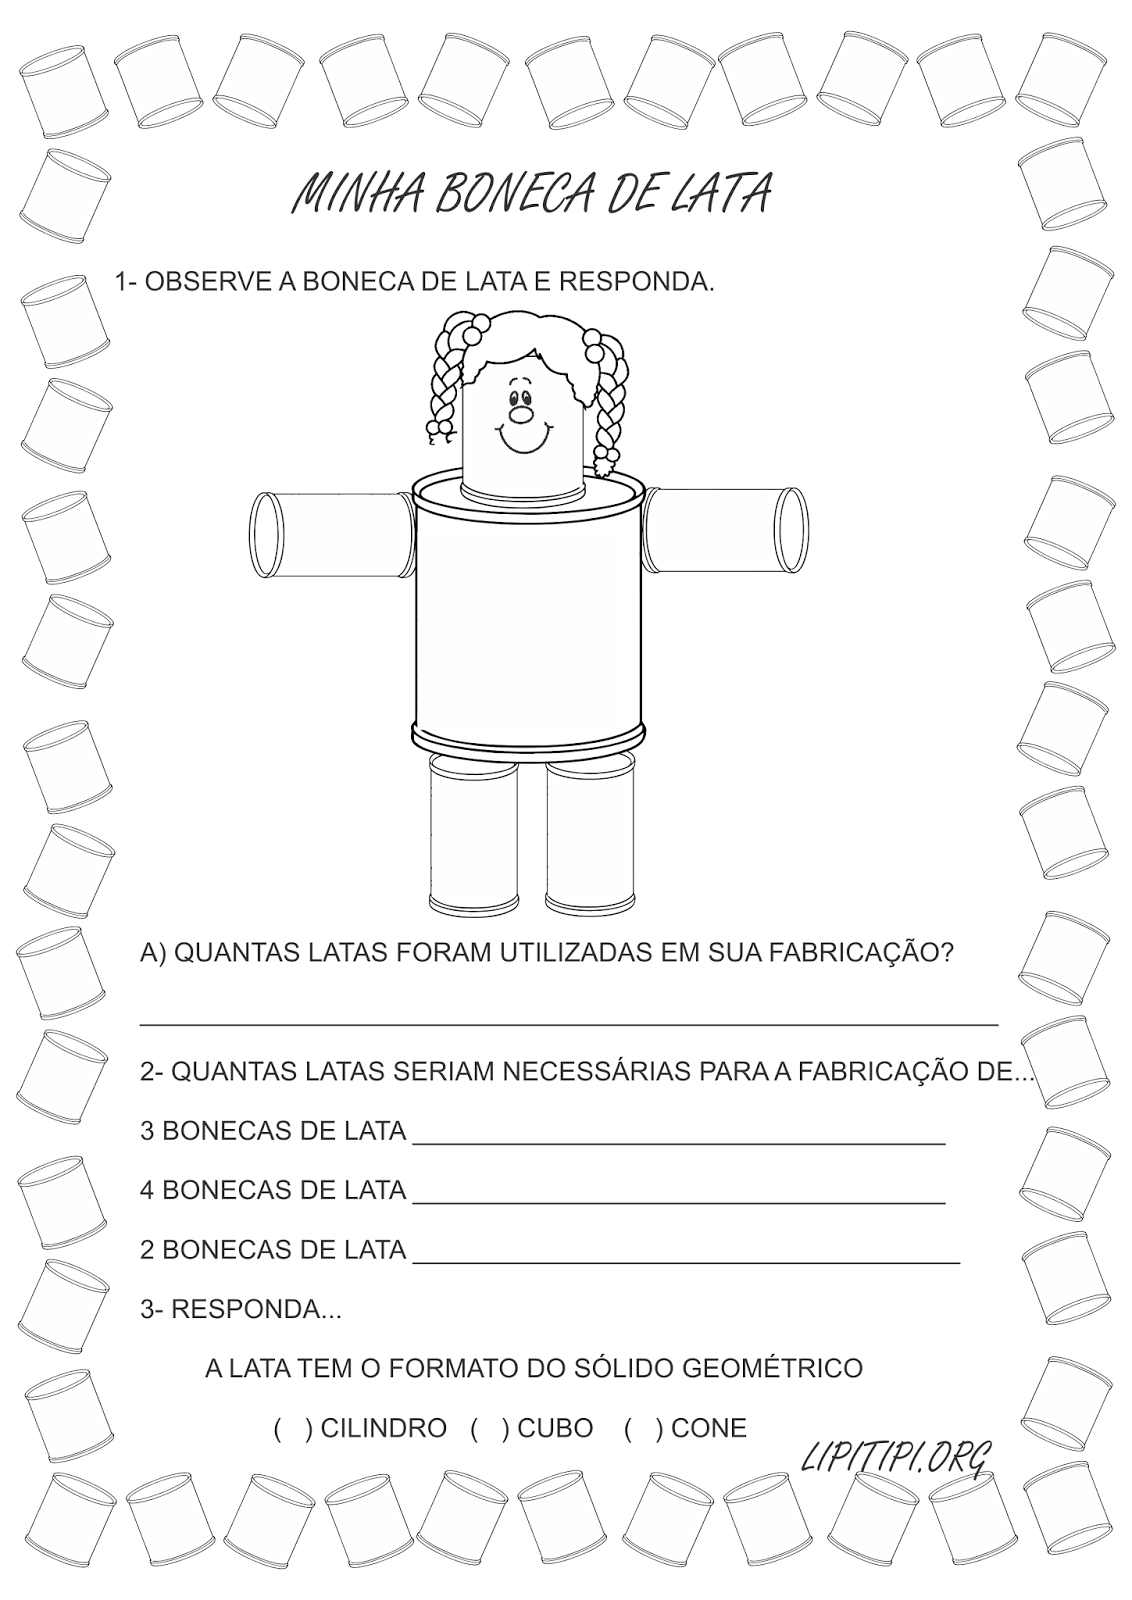 MINHA BONECA DE LATA
1- OBSERVE A BONECA DE LATA E RESPONDA.
A) QUANTAS LATAS FORAM UTILIZADAS EM SUA FABRICAÇÃO?
2- QUANTAS LATAS SERIAM NECESSÁRIAS PARA A FABRICAÇÃO DE...
3 BONECAS DE LATA
4 BONECAS DE LATA
2 BONECAS DE LATA
3- RESPONDA...
A LATA TEM O FORMATO DO SÓLIDO GEOMÉTRICO
( ) CILINDRO ( ) CUBO ( ) CONE
LIPITIPI.ORG